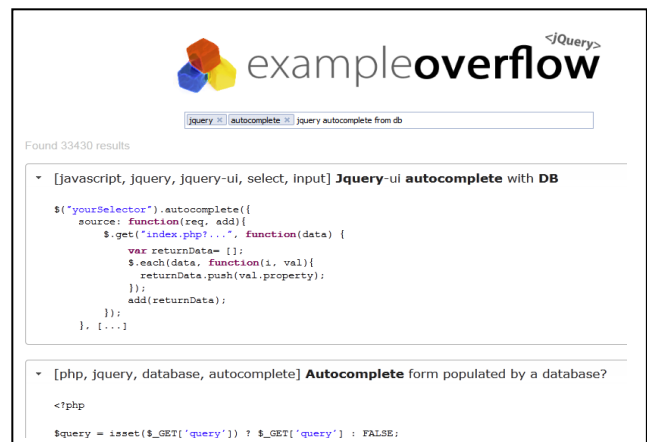 <jQuery>
exampleoverflow
jquery × autocomplete × jquery autocomplete from db
Found 33430 results
[javascript, jquery, jquery-ui, select, input] Jquery-ui autocomplete with DB
$("yourSelector").autocomplete({
    source: function(req, add){
        $.get("index.php?...", function(data) {
            var returnData= [];
            $.each(data, function(i, val){
              returnData.push(val.property);
            });
            add(returnData);
        });
    }, [...]
[php, jquery, database, autocomplete] Autocomplete form populated by a database?
<?php
$query = isset($_GET['query']) ? $_GET['query'] : FALSE;